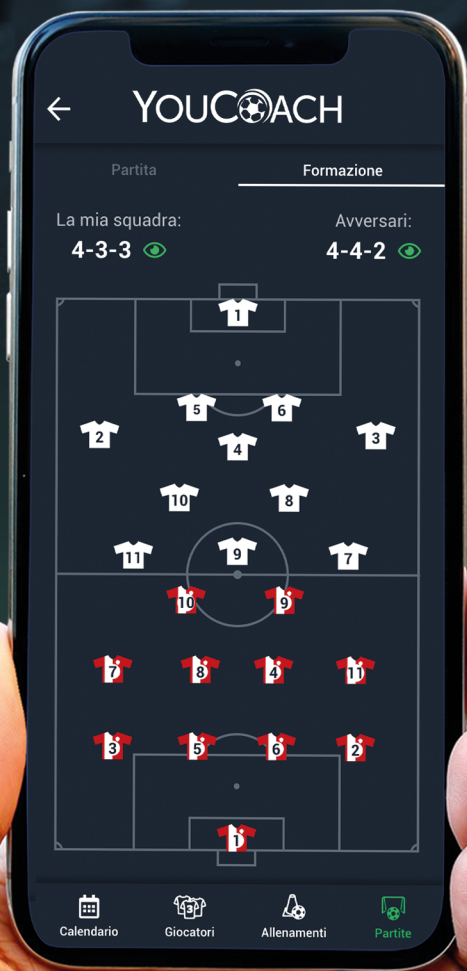 YouCoach
Partita Formazione
La mia squadra: Avversari:
4-3-3 4-4-2
1
5 6
2 4 3
10 8
11 9 7
10 9
7 8 4 11
3 5 6 2
1
3
Calendario Giocatori Allenamenti Partite